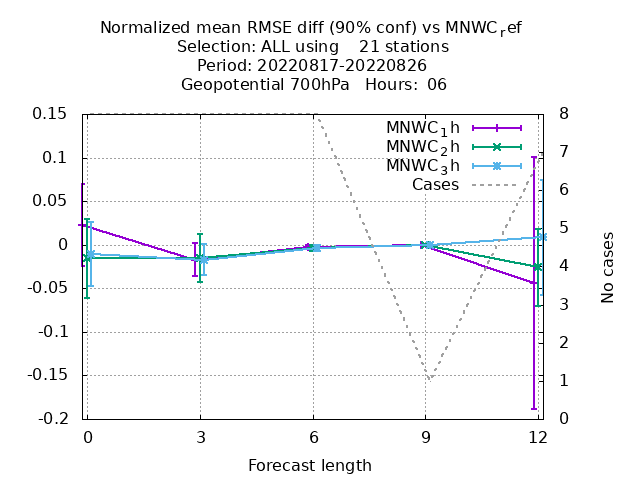 Normalized mean RMSE diff (90% conf) vs MNWC_ref
Selection: ALL using 21 stations
Period: 20220817-20220826
Geopotential 700hPa Hours: 06
0.15
0.1
0.05
0
-0.05
-0.1
-0.15
-0.2
8
7
6
5
4
3
2
1
0
MNWC_1h
MNWC_2h
MNWC_3h
Cases
No cases
0 3 6 9 12
Forecast length